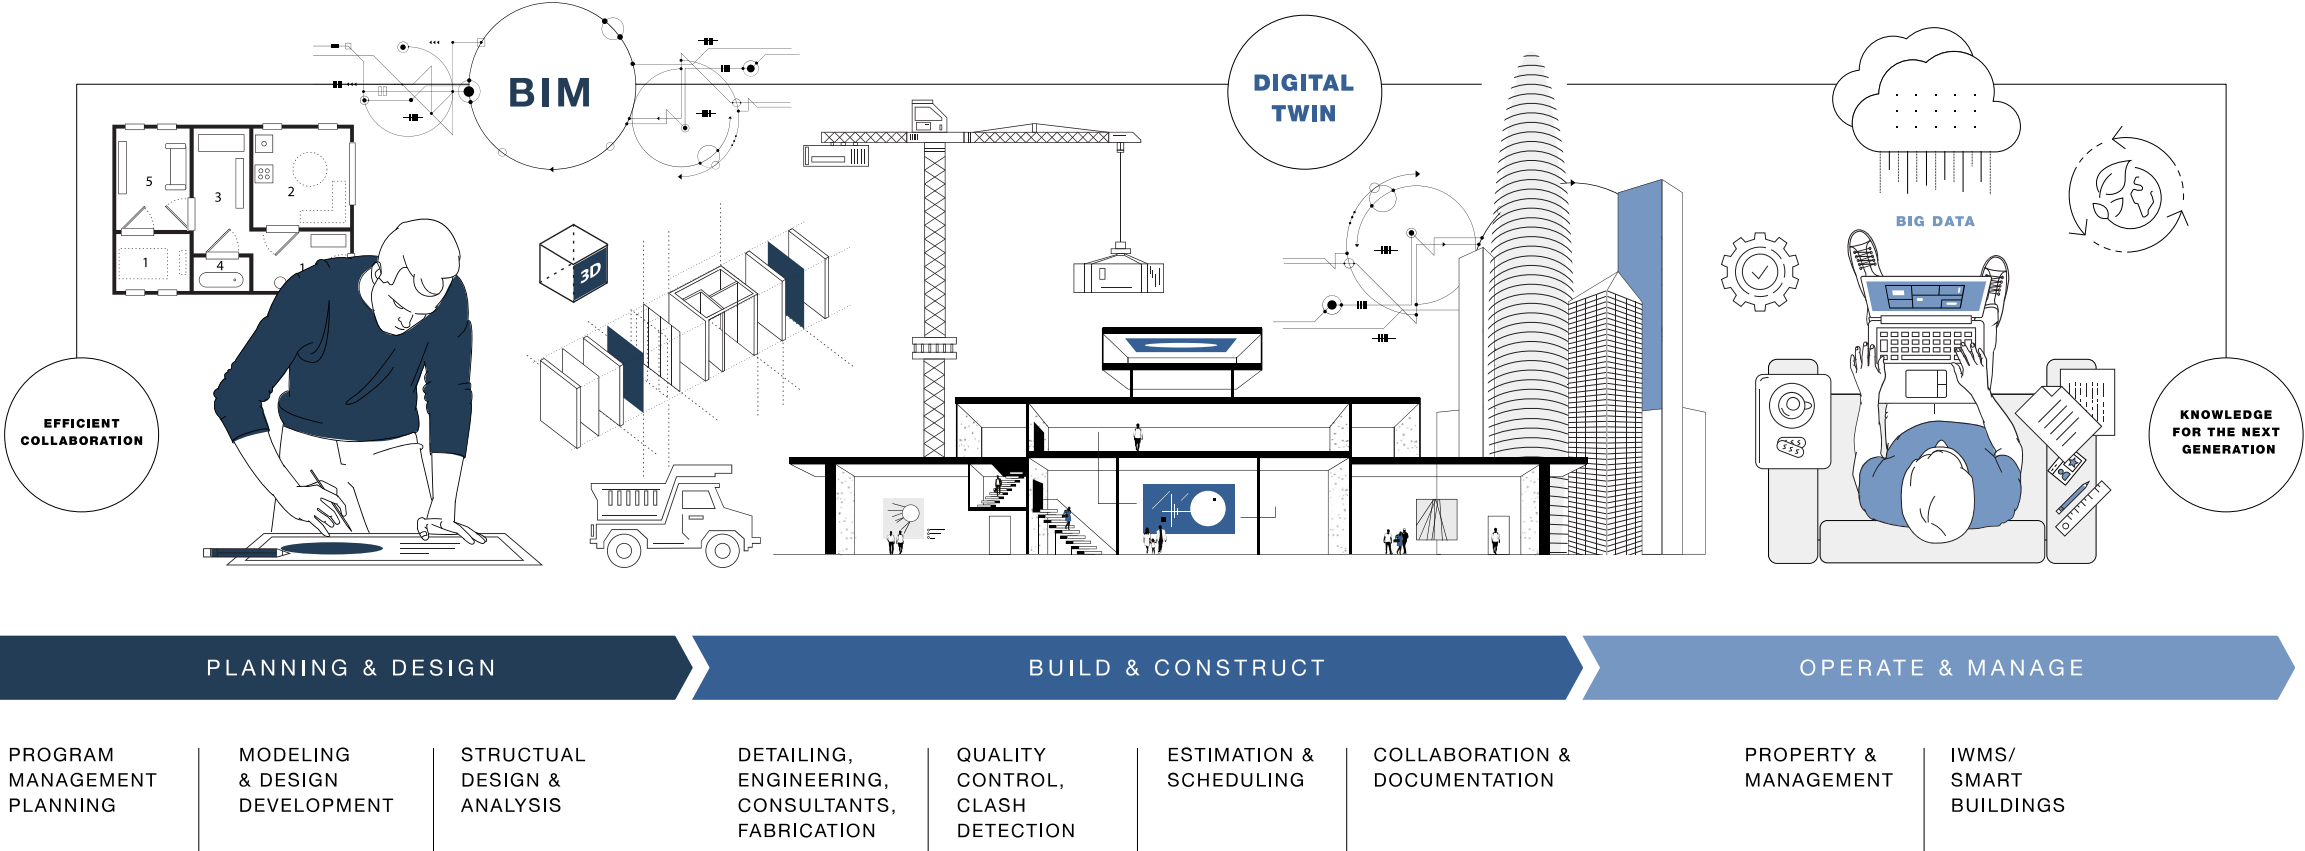 BIM
DIGITAL
TWIN
5
3
2
1
4
1
3D
BIG DATA
EFFICIENT
COLLABORATION
KNOWLEDGE
FOR THE NEXT
GENERATION
PLANNING & DESIGN
BUILD & CONSTRUCT
OPERATE & MANAGE
PROGRAM
MANAGEMENT
PLANNING
MODELING
& DESIGN
DEVELOPMENT
STRUCTUAL
DESIGN &
ANALYSIS
DETAILING,
ENGINEERING,
CONSULTANTS,
FABRICATION
QUALITY
CONTROL,
CLASH
DETECTION
ESTIMATION &
SCHEDULING
COLLABORATION &
DOCUMENTATION
PROPERTY &
MANAGEMENT
IWMS/
SMART
BUILDINGS